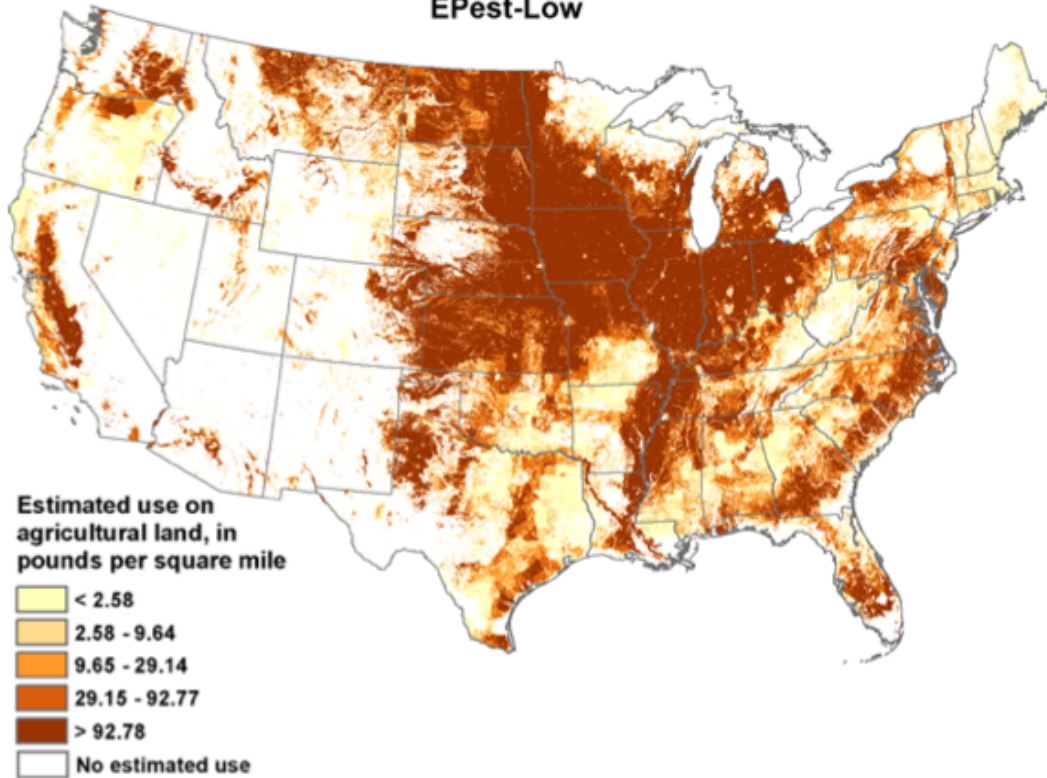 EPest-Low
Estimated use on
agricultural land, in
pounds per square mile
< 2.58
2.58 - 9.64
9.65 - 29.14
29.15 - 92.77
> 92.78
No estimated use